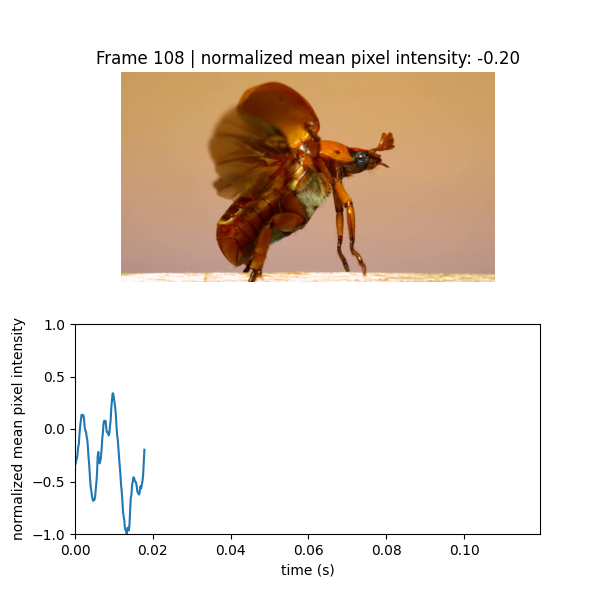 Frame 108 | normalized mean pixel intensity: -0.20
normalized mean pixel intensity
1.0
0.5
0.0
−0.5
−1.0
0.00 0.02 0.04 0.06 0.08 0.10
time (s)